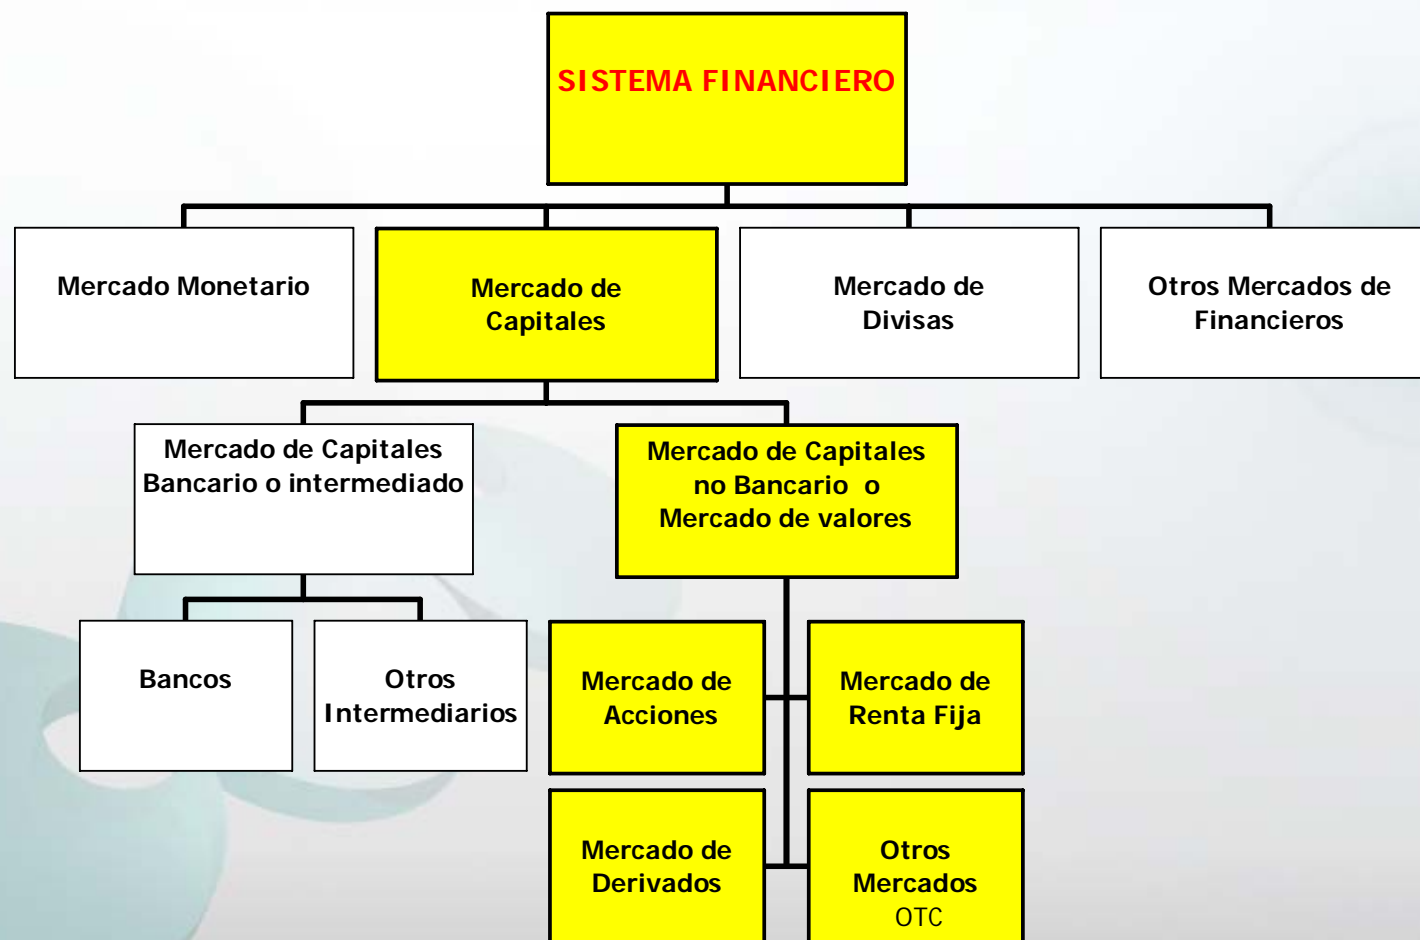 SISTEMA FINANCIERO
Mercado Monetario
Mercado de
Capitales
Mercado de
Divisas
Otros Mercados de
Financieros
Mercado de Capitales
Bancario o intermediado
Mercado de Capitales
no Bancario o
Mercado de valores
Bancos
Otros
Intermediarios
Mercado de
Acciones
Mercado de
Renta Fija
Mercado de
Derivados
Otros
Mercados
OTC